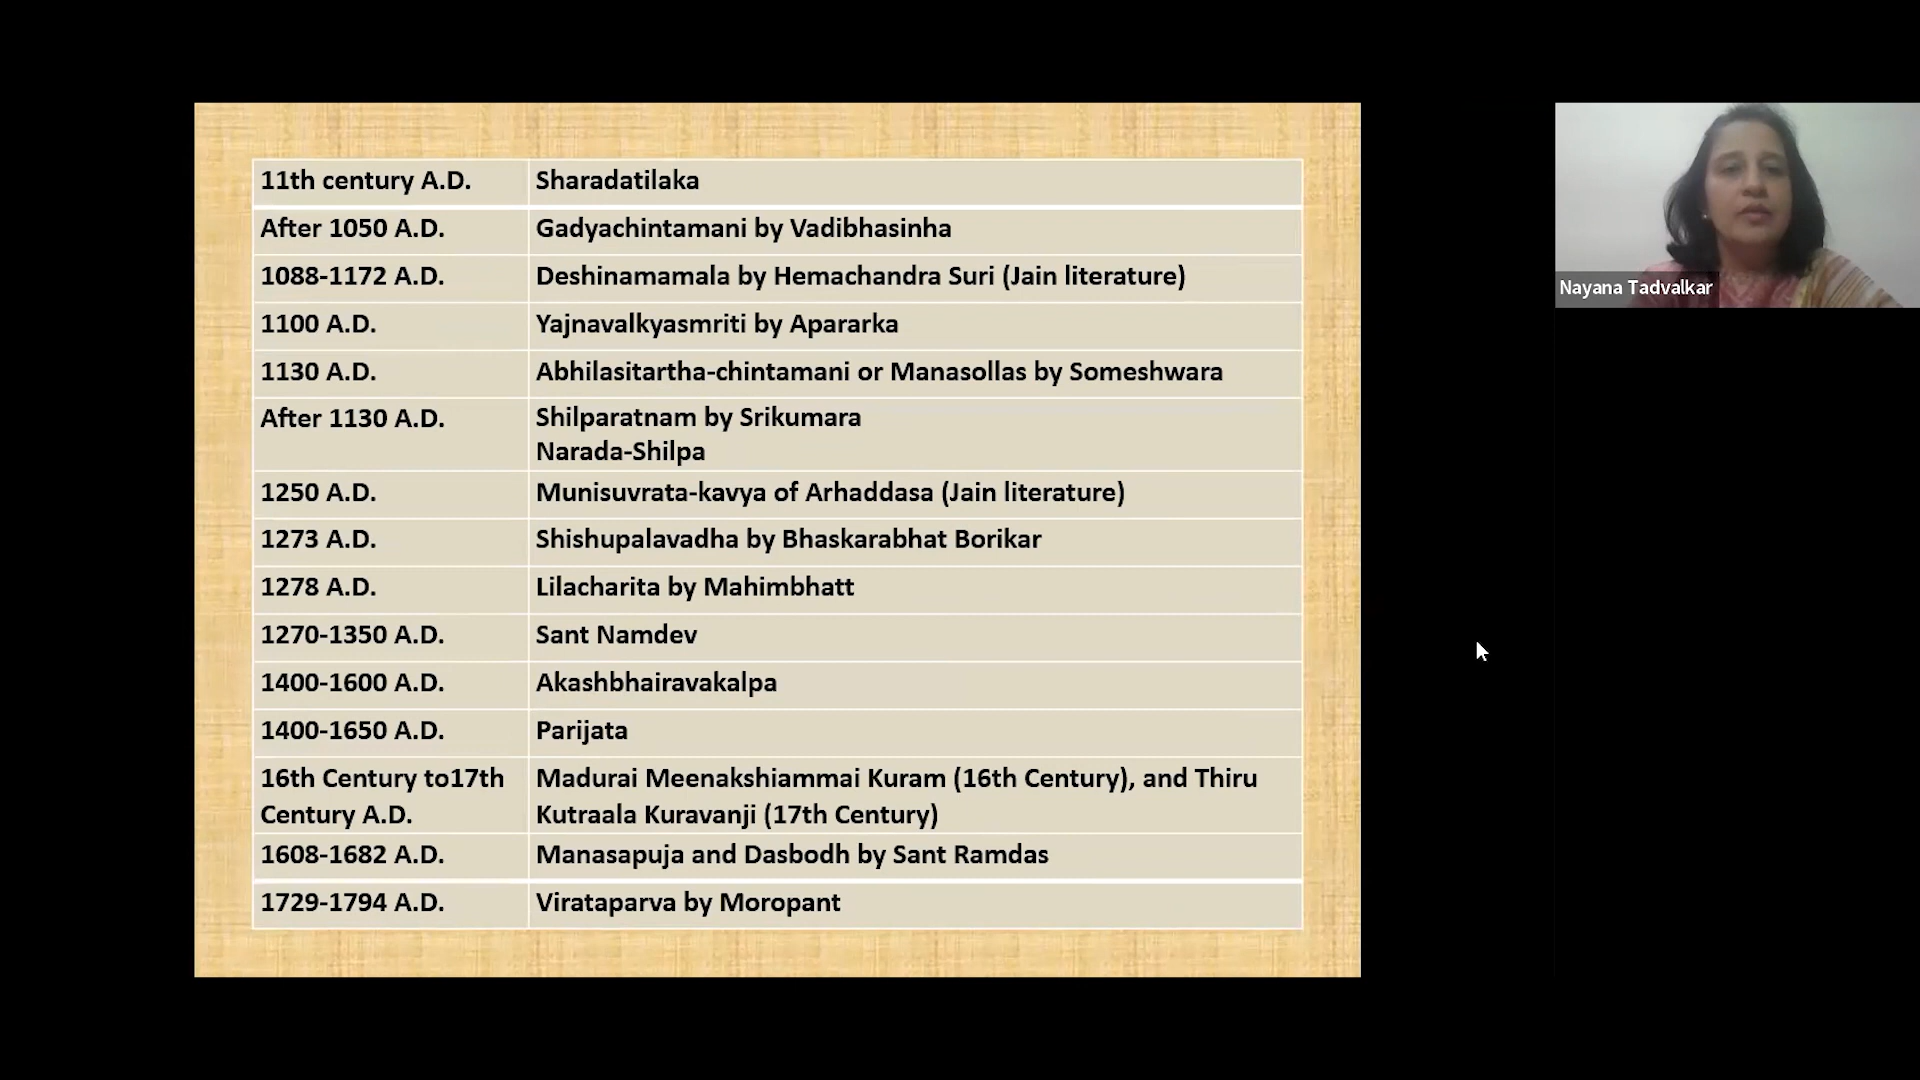 11th century A.D. Sharadatilaka
After 1050 A.D. Gadyachintamani by Vadibhasinha
1088-1172 A.D. Deshinamamala by Hemachandra Suri (Jain literature)
1100 A.D. Yajnavalkyasmriti by Apararka
1130 A.D. Abhilasitartha-chintamani or Manasollas by Someshwara
After 1130 A.D. Shilparatnam by Srikumara
Narada-Shilpa
1250 A.D. Munisuvrata-kavya of Arhaddasa (Jain literature)
1273 A.D. Shishupalavadha by Bhaskarabhat Borikar
1278 A.D. Lilacharita by Mahimbhatt
1270-1350 A.D. Sant Namdev
1400-1600 A.D. Akashbhairavakalpa
1400-1650 A.D. Parijata
16th Century to17th Madurai Meenakshiammai Kuram (16th Century), and Thiru
Century A.D. Kutraala Kuravanji (17th Century)
1608-1682 A.D. Manasapuja and Dasbodh by Sant Ramdas
1729-1794 A.D. Virataparva by Moropant
Nayana Tadvalkar